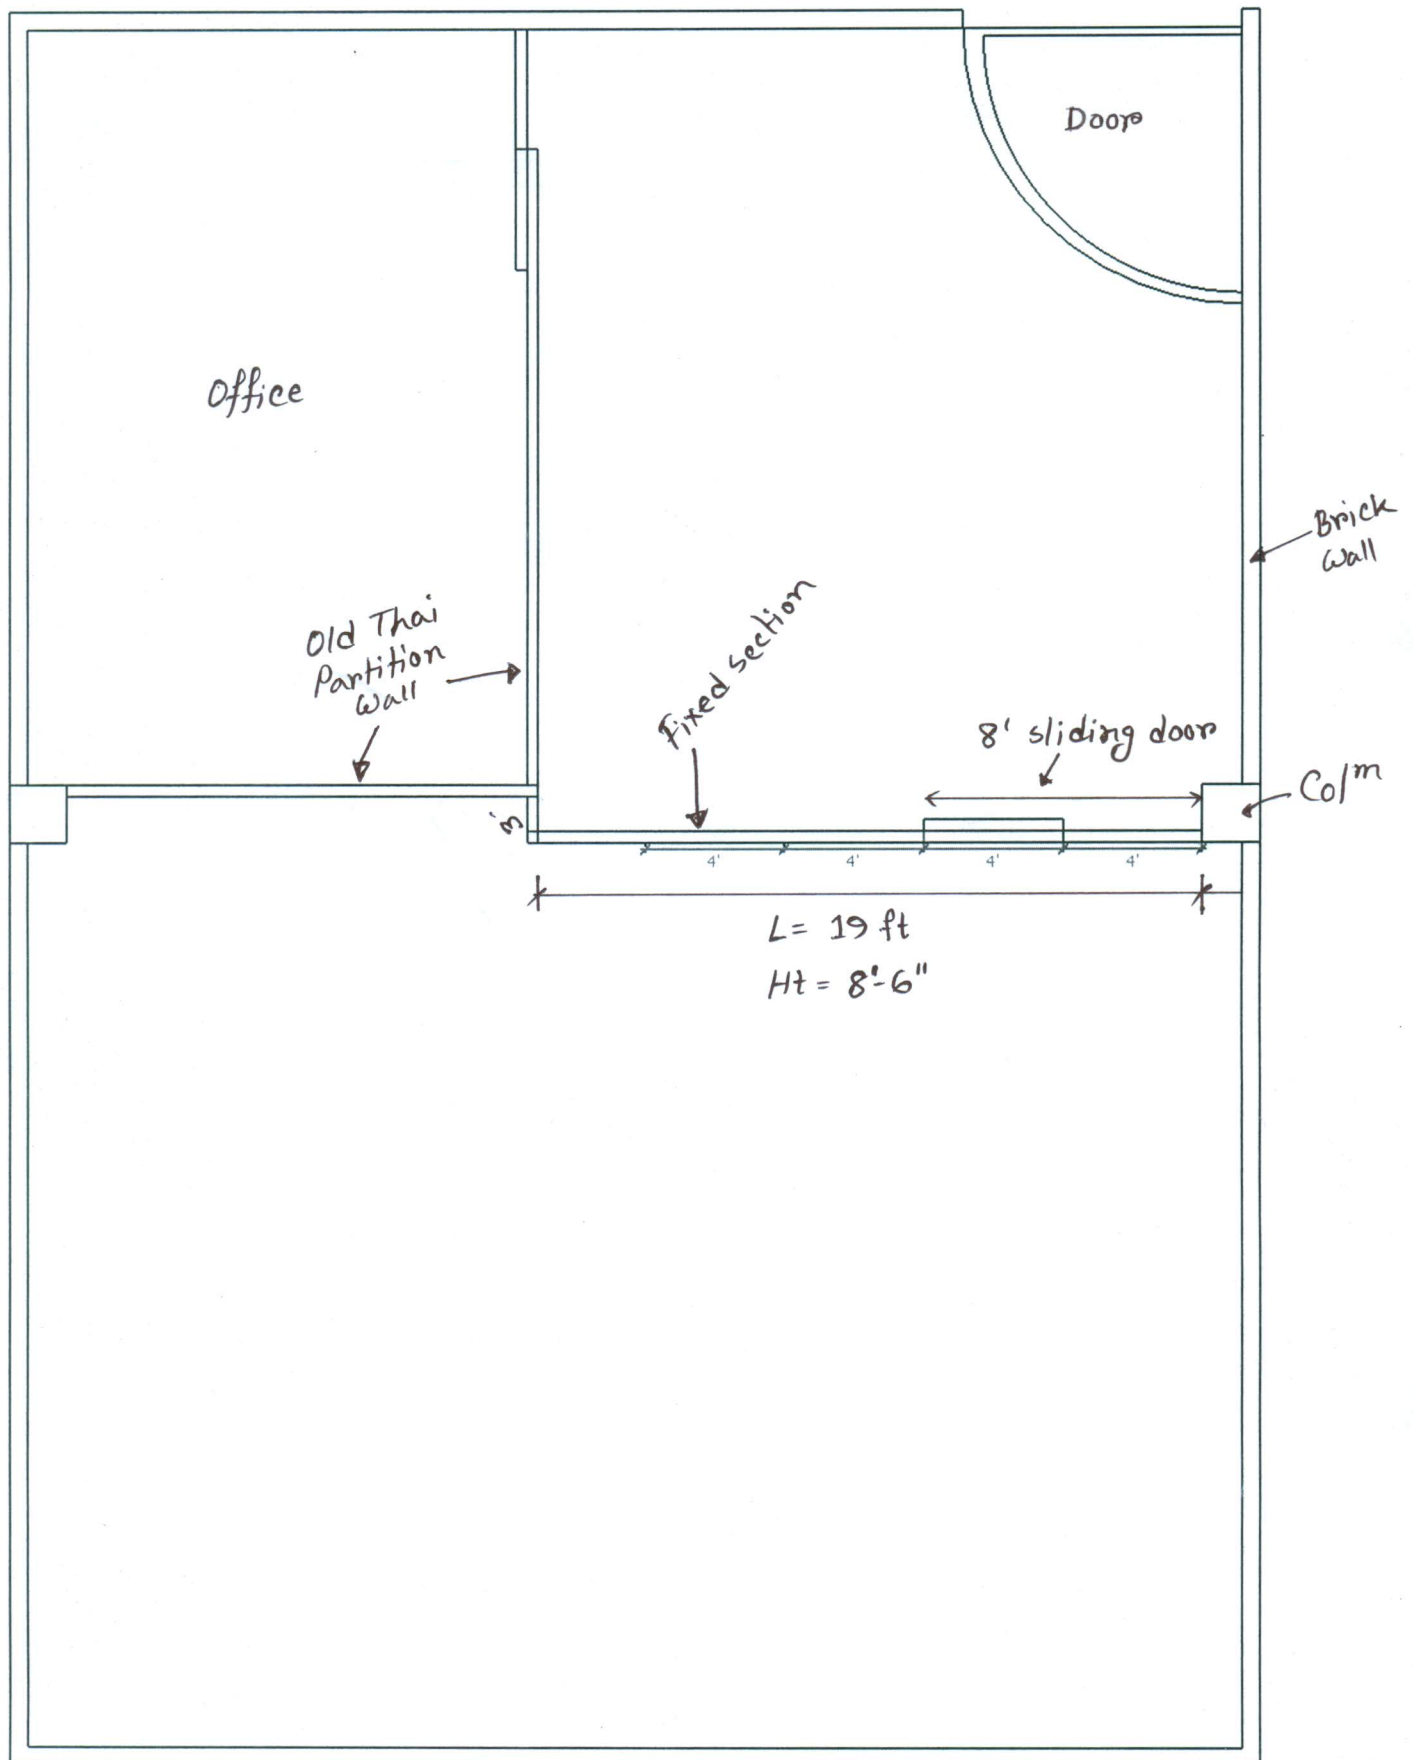 Door
Office
Brick
Wall
Old Thai
Partition
Wall
Fixed section
8' sliding door
Col^m
3'
4' 4' 4' 4'
L= 19 ft
Ht = 8'-6"